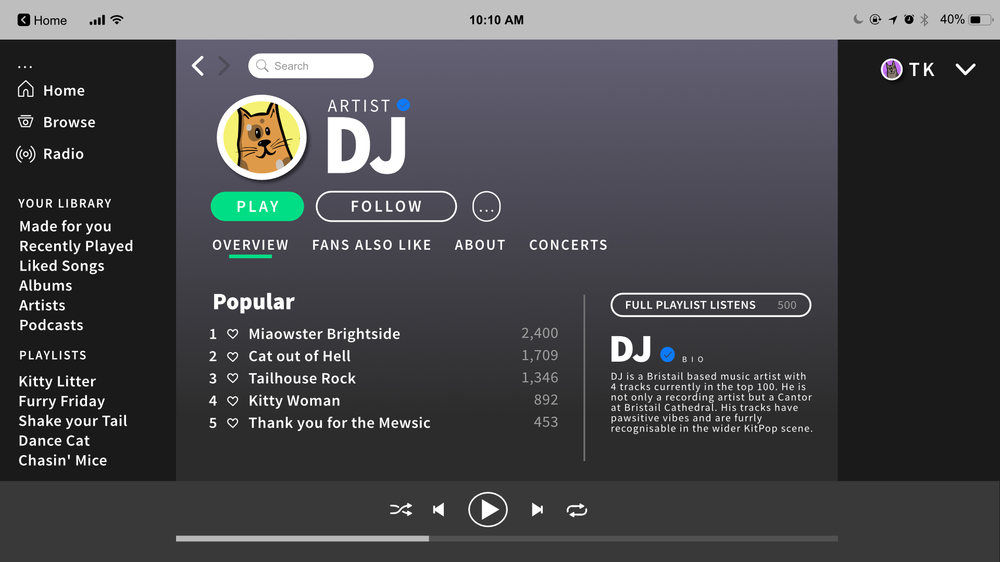 Home
10:10 AM
40%
...
Home
Browse
Radio
YOUR LIBRARY
Made for you
Recently Played
Liked Songs
Albums
Artists
Podcasts
PLAYLISTS
Kitty Litter
Furry Friday
Shake your Tail
Dance Cat
Chasin' Mice
Search
TK
ARTIST
DJ
PLAY
FOLLOW
...
OVERVIEW FANS ALSO LIKE ABOUT CONCERTS
Popular
1 Miaowster Brightside 2,400
2 Cat out of Hell 1,709
3 Tailhouse Rock 1,346
4 Kitty Woman 892
5 Thank you for the Mewsic 453
FULL PLAYLIST LISTENS 500
DJ BIO
DJ is a Bristail based music artist with
4 tracks currently in the top 100. He is
not only a recording artist but a Cantor
at Bristail Cathedral. His tracks have
pawsitive vibes and are furrly
recognisable in the wider KitPop scene.